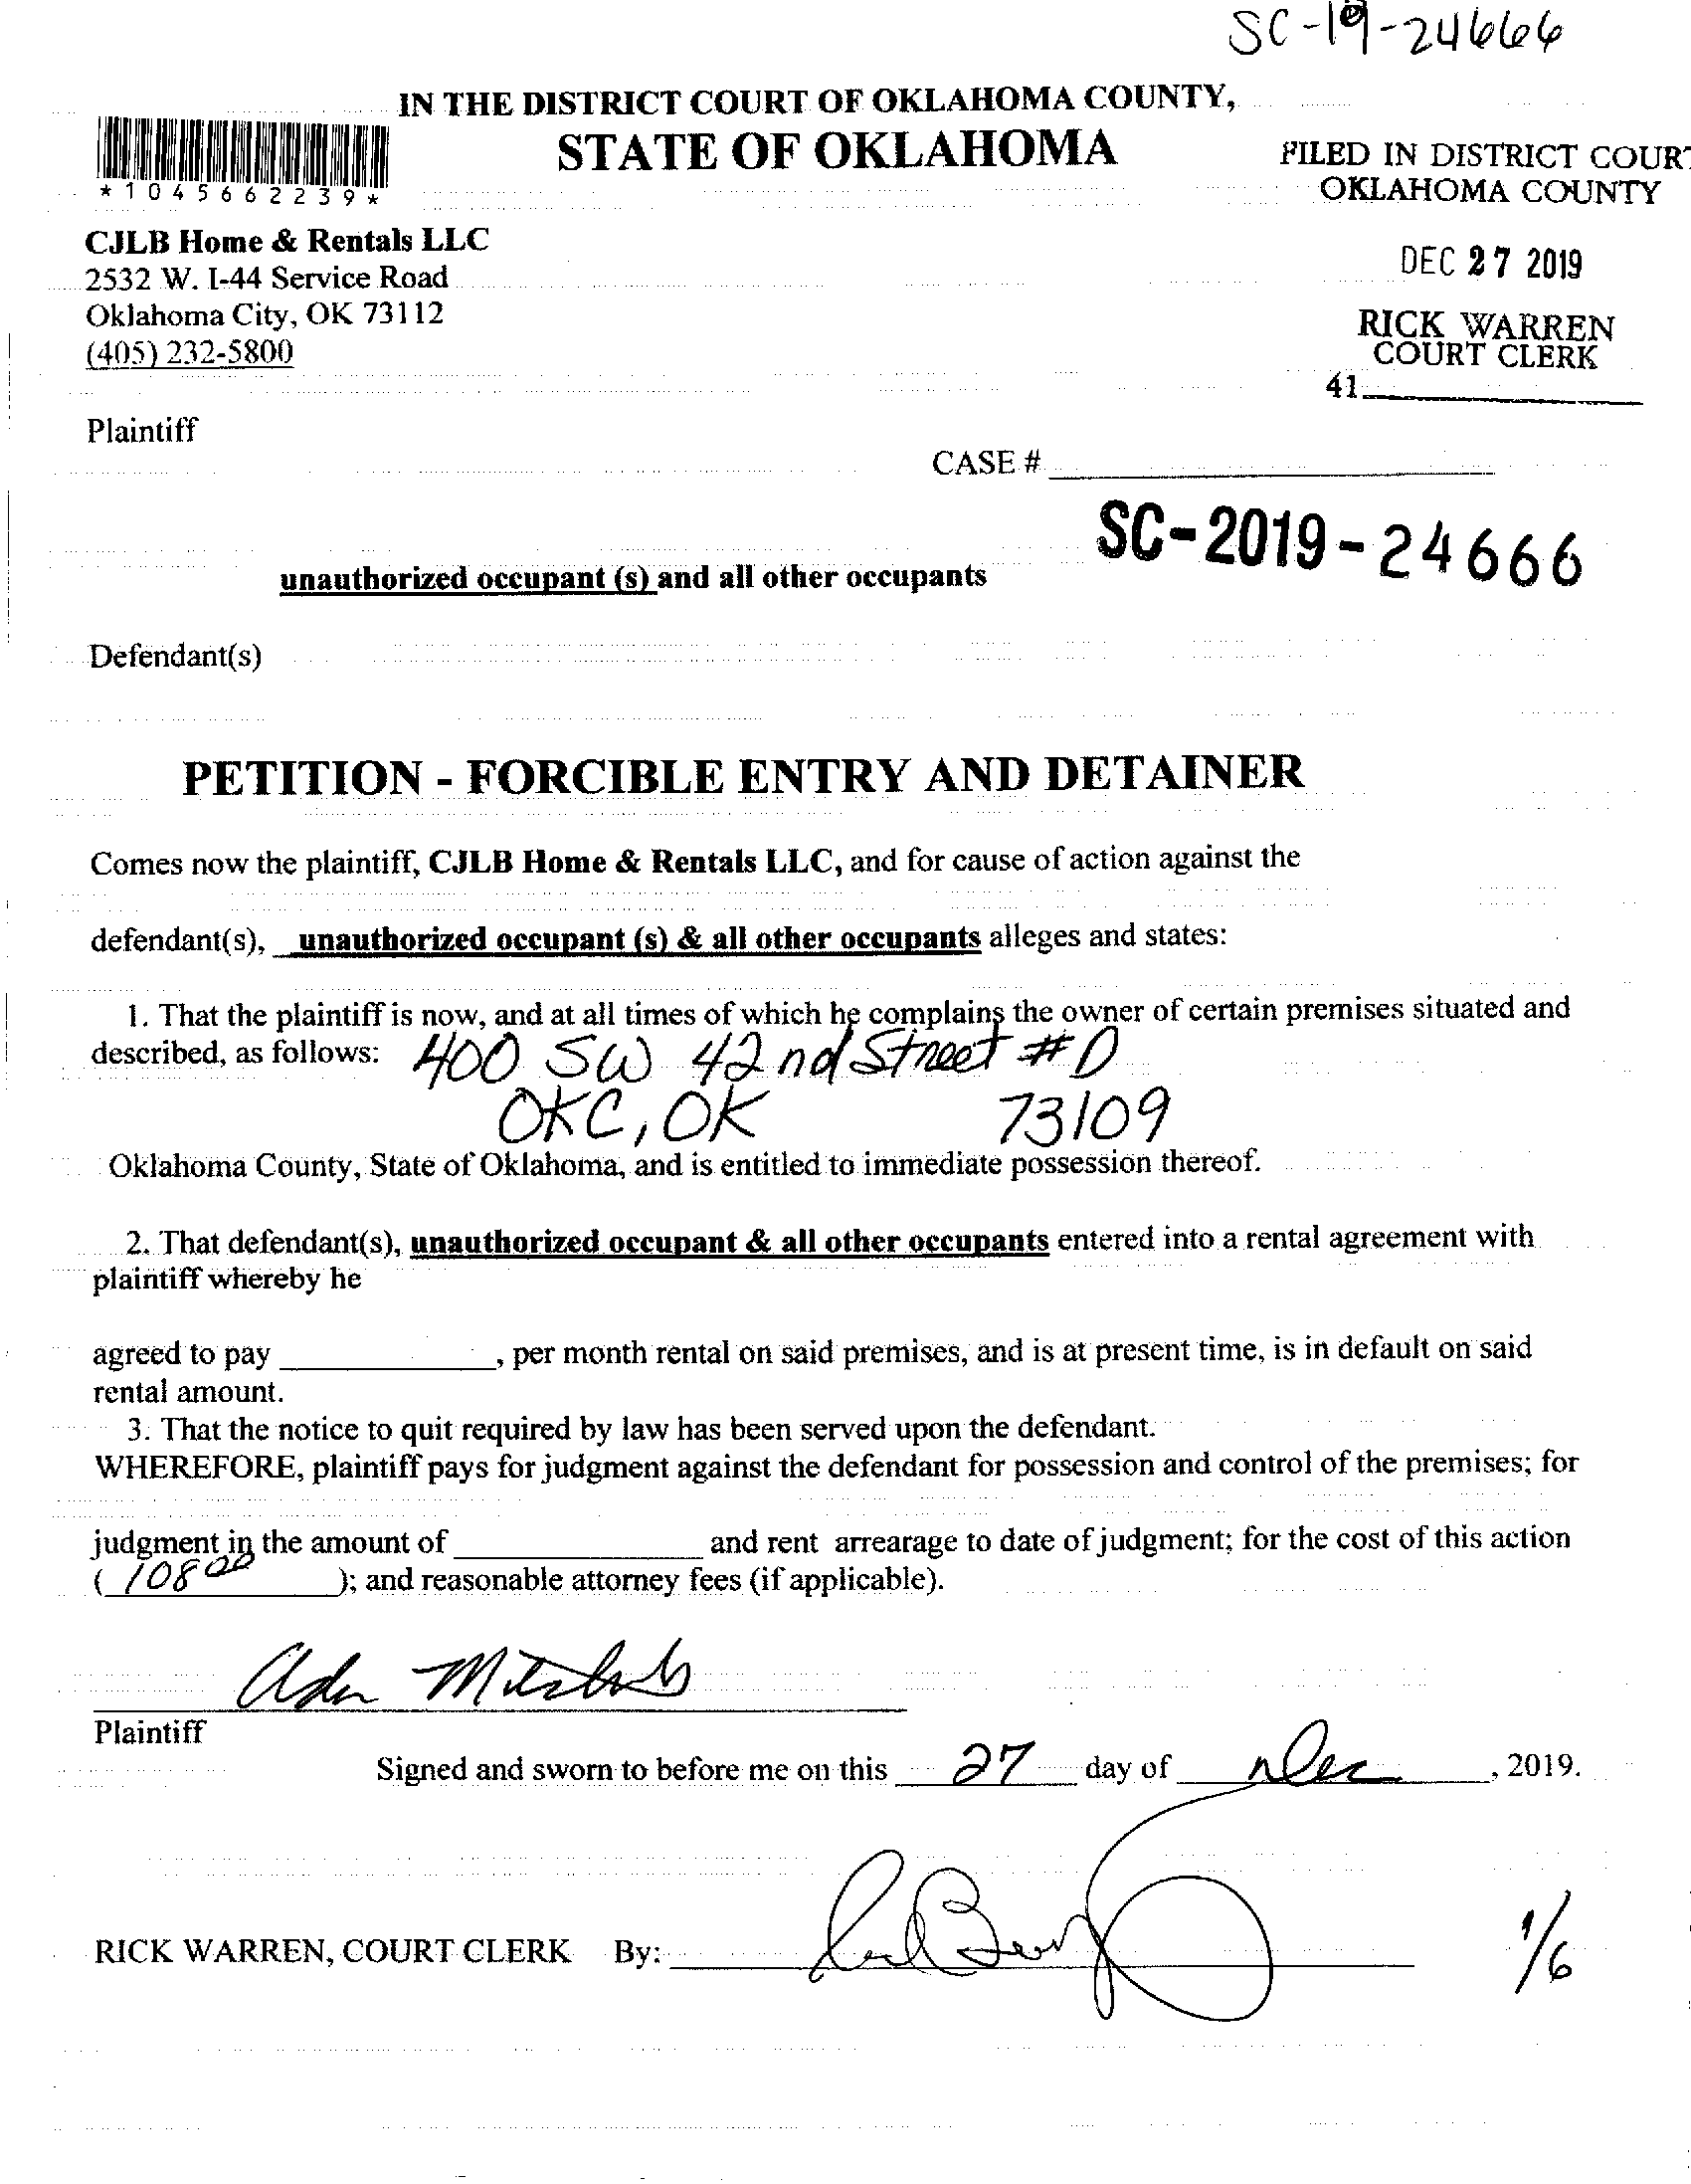 SC-19-24666
IN THE DISTRICT COURT OF OKLAHOMA COUNTY,
STATE OF OKLAHOMA
*1045662239*
FILED IN DISTRICT COURT
OKLAHOMA COUNTY
CJLB Home & Rentals LLC
2532 W. I-44 Service Road
Oklahoma City, OK 73112
(405) 232-5800
DEC 27 2019
RICK WARREN
COURT CLERK
41
Plaintiff
CASE #
SC-2019-24666
unauthorized occupant (s) and all other occupants
Defendant(s)
PETITION - FORCIBLE ENTRY AND DETAINER
Comes now the plaintiff, CJLB Home & Rentals LLC, and for cause of action against the
defendant(s), unauthorized occupant (s) & all other occupants alleges and states:
1. That the plaintiff is now, and at all times of which he complains the owner of certain premises situated and
described, as follows: 400 SW 42nd Street #D
OKC, OK 73109
Oklahoma County, State of Oklahoma, and is entitled to immediate possession thereof.
2. That defendant(s), unauthorized occupant & all other occupants entered into a rental agreement with
plaintiff whereby he
agreed to pay ____________, per month rental on said premises, and is at present time, is in default on said
rental amount.
3. That the notice to quit required by law has been served upon the defendant.
WHEREFORE, plaintiff pays for judgment against the defendant for possession and control of the premises; for
judgment in the amount of ____________ and rent arrearage to date of judgment; for the cost of this action
( 108 00 ); and reasonable attorney fees (if applicable).
Plaintiff
Signed and sworn to before me on this 27 day of Dec, 2019.
RICK WARREN, COURT CLERK By:
1/6